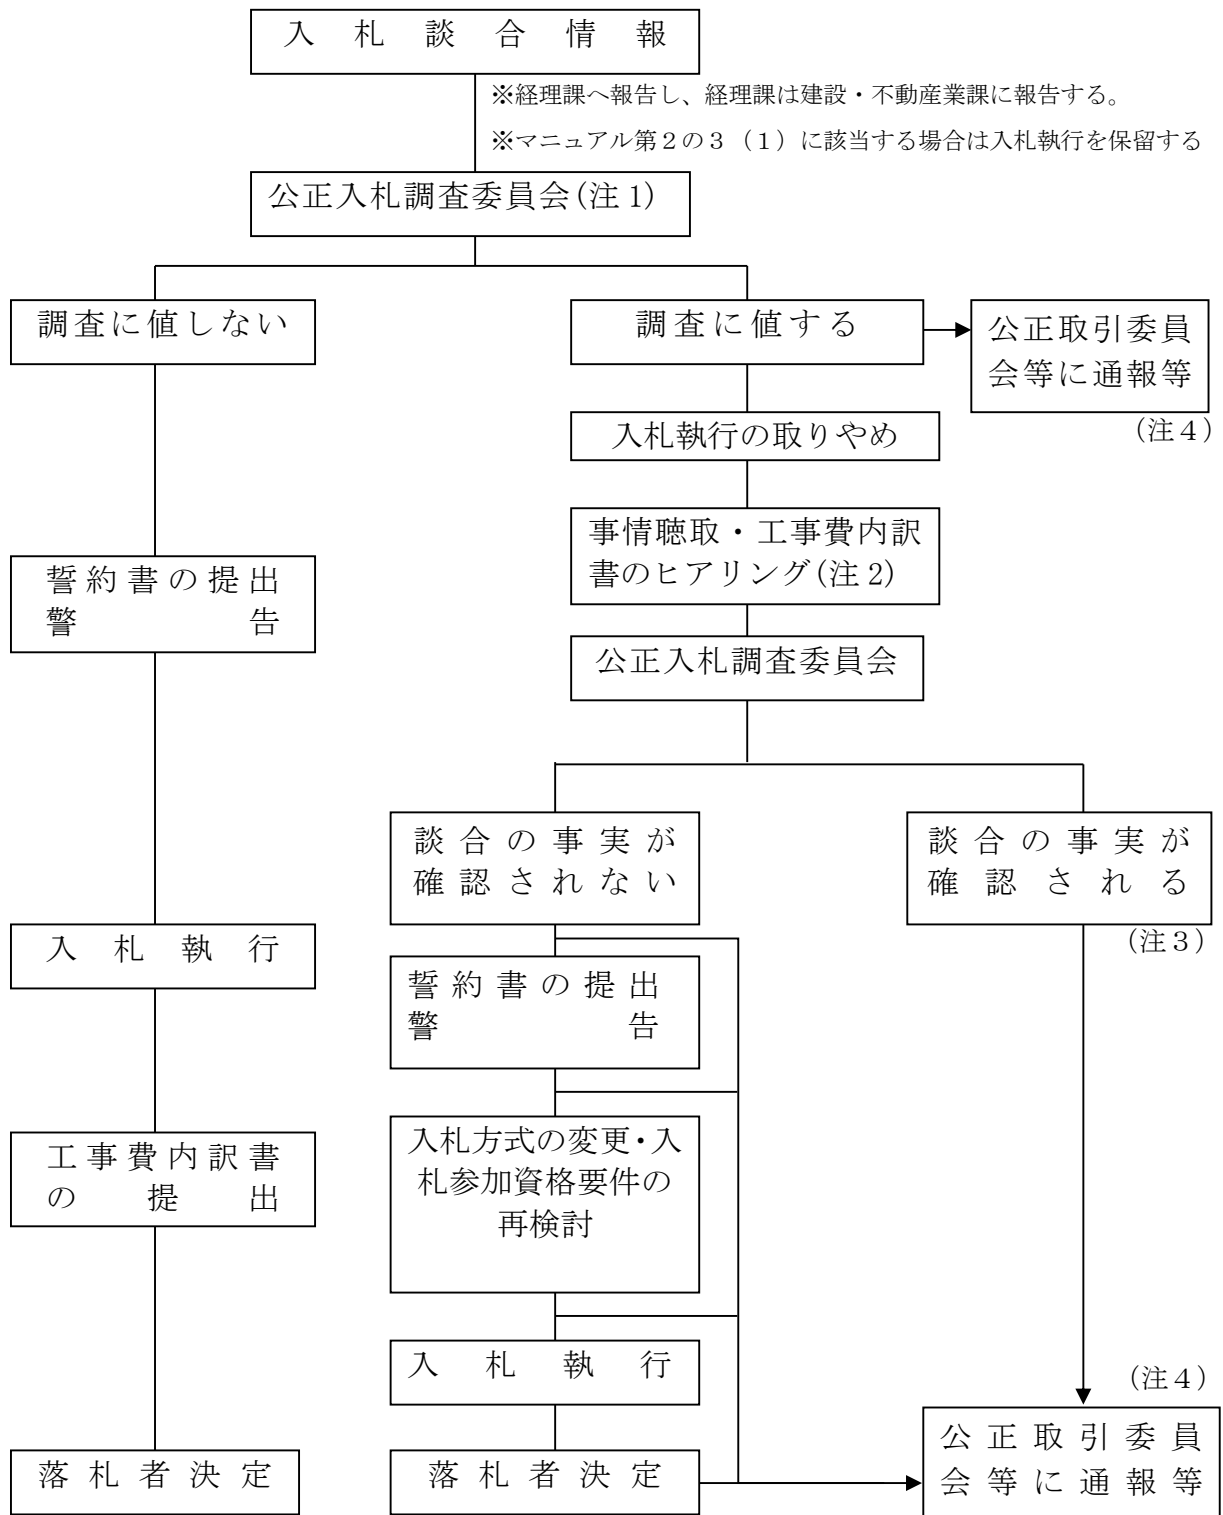 入札談合情報
※経理課へ報告し、経理課は建設・不動産業課に報告する。
※マニュアル第２の３（１）に該当する場合は入札執行を保留する
公正入札調査委員会(注1)
調査に値しない
調査に値する
公正取引委員
会等に通報等
(注４)
入札執行の取りやめ
事情聴取・工事費内訳
書のヒアリング(注2)
誓約書の提出
警告
公正入札調査委員会
談合の事実が
確認されない
談合の事実が
確認される
(注３)
入札執行
誓約書の提出
警告
工事費内訳書
の提出
入札方式の変更・入
札参加資格要件の
再検討
入札執行
(注４)
公正取引委員
会等に通報等
落札者決定
落札者決定